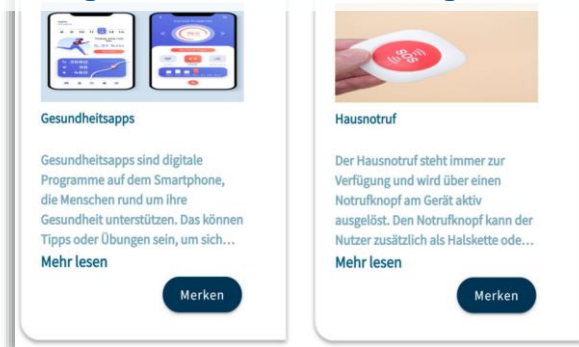 Gesundheitsapps
Gesundheitsapps sind digitale
Programme auf dem Smartphone,
die Menschen rund um ihre
Gesundheit unterstützen. Das können
Tipps oder Übungen sein, um sich...
Mehr lesen
Merken
SOS
Hausnotruf
Der Hausnotruf steht immer zur
Verfügung und wird über einen
Notrufknopf am Gerät aktiv
ausgelöst. Den Notrufknopf kann der
Nutzer zusätzlich als Halskette ode...
Mehr lesen
Merken